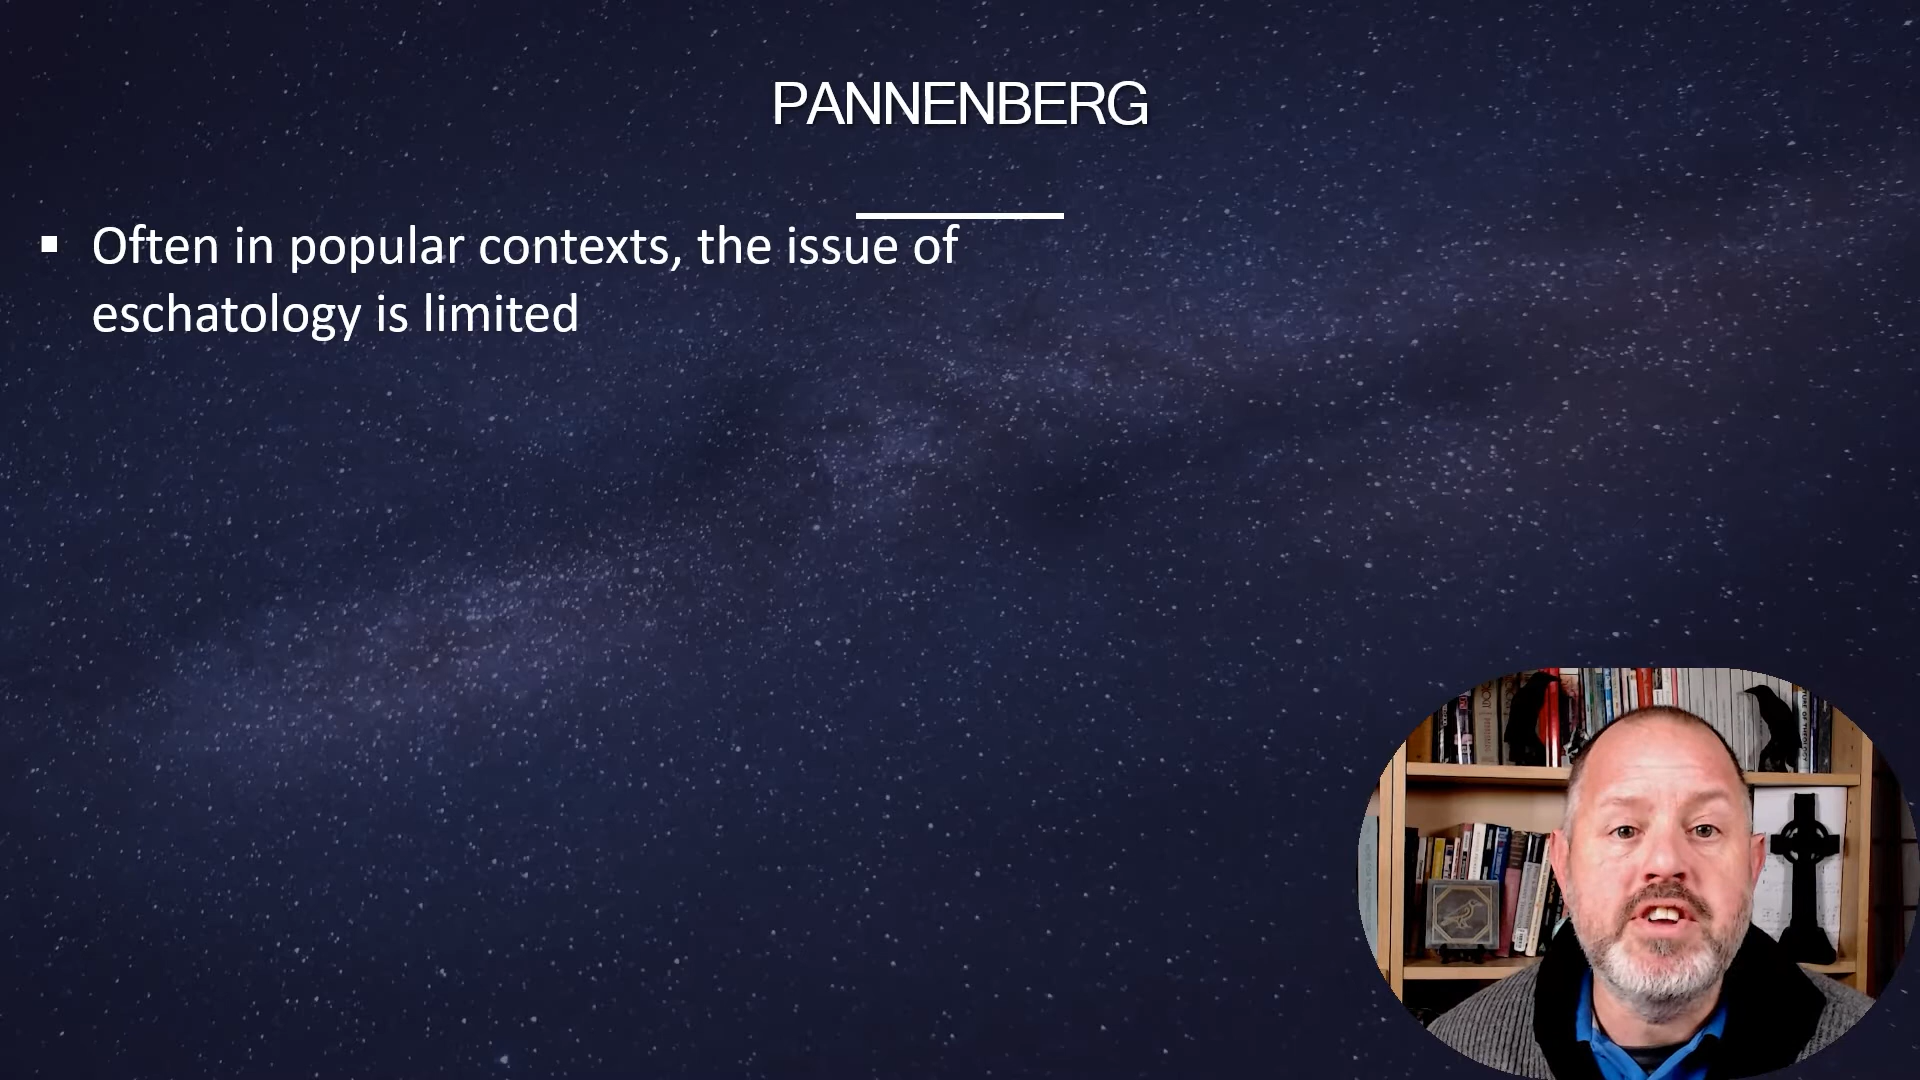 PANNENBERG
Often in popular contexts, the issue of
eschatology is limited